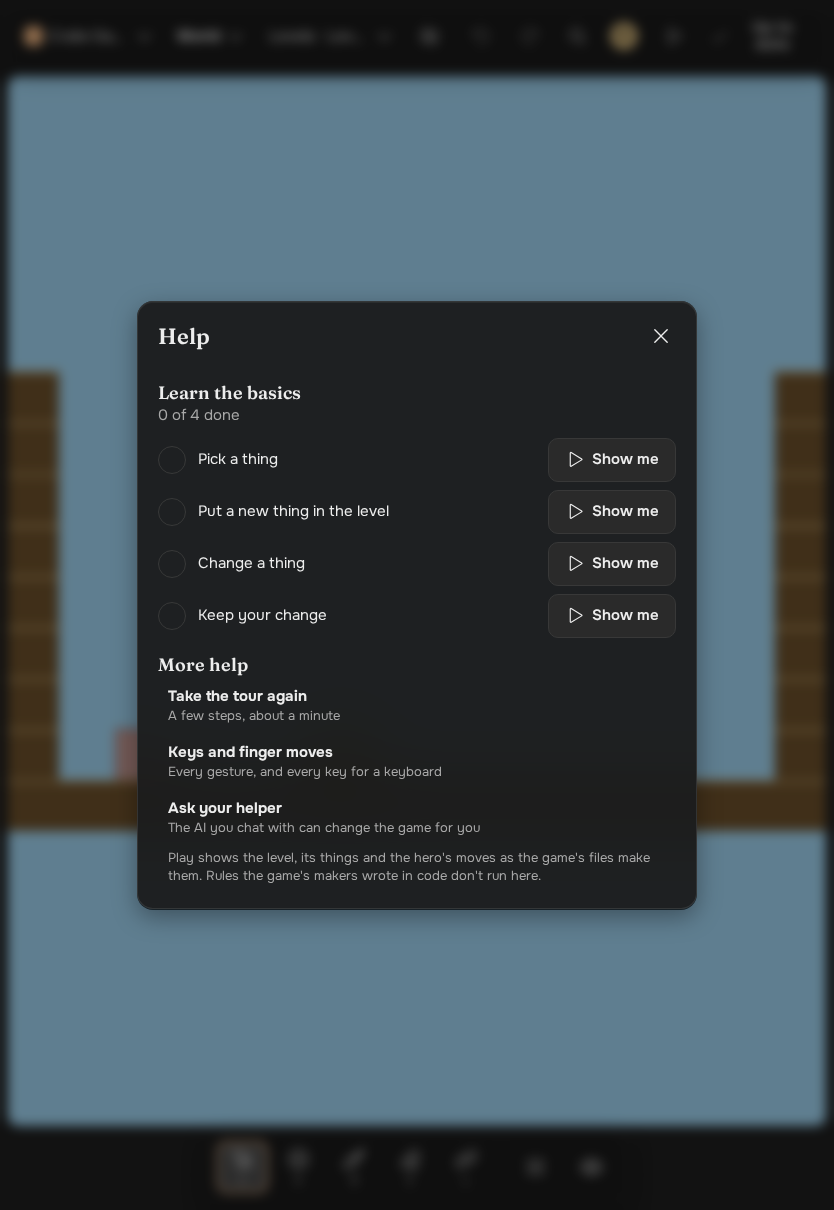 Help
Learn the basics
0 of 4 done
Pick a thing
Show me
Put a new thing in the level
Show me
Change a thing
Show me
Keep your change
Show me
More help
Take the tour again
A few steps, about a minute
Keys and finger moves
Every gesture, and every key for a keyboard
Ask your helper
The AI you chat with can change the game for you
Play shows the level, its things and the hero's moves as the game's files make
them. Rules the game's makers wrote in code don't run here.